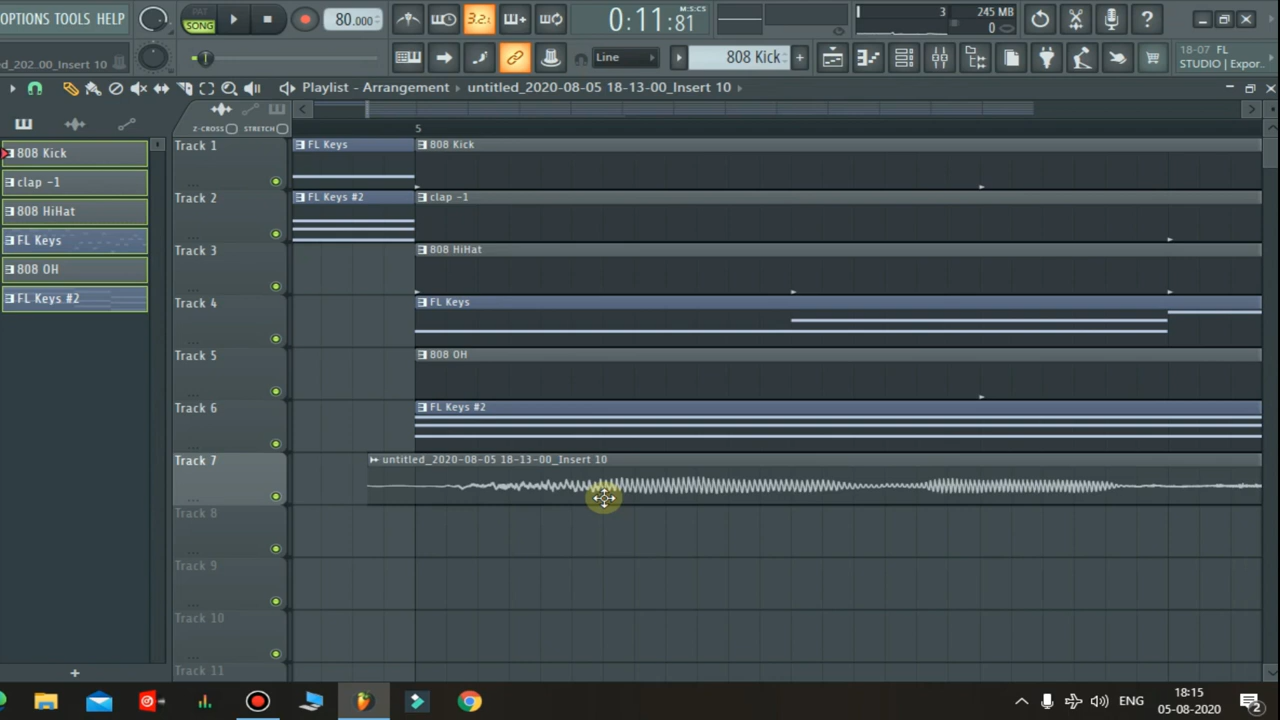 OPTIONS TOOLS HELP
PAT
SONG
80.000
3.2.
0:11:81
M:S:CS
3
245 MB
0
_ed_202.00_Insert 10
Line
808 Kick
18-07 FL
STUDIO | Expor..
Playlist - Arrangement
untitled_2020-08-05 18-13-00_Insert 10
Z-CROSS
STRETCH
5
808 Kick
clap -1
808 HiHat
FL Keys
808 OH
FL Keys #2
Track 1
FL Keys
808 Kick
Track 2
FL Keys #2
clap -1
Track 3
808 HiHat
Track 4
FL Keys
Track 5
808 OH
Track 6
FL Keys #2
Track 7
untitled_2020-08-05 18-13-00_Insert 10
Track 8
Track 9
Track 10
Track 11
ENG
18:15
05-08-2020
2